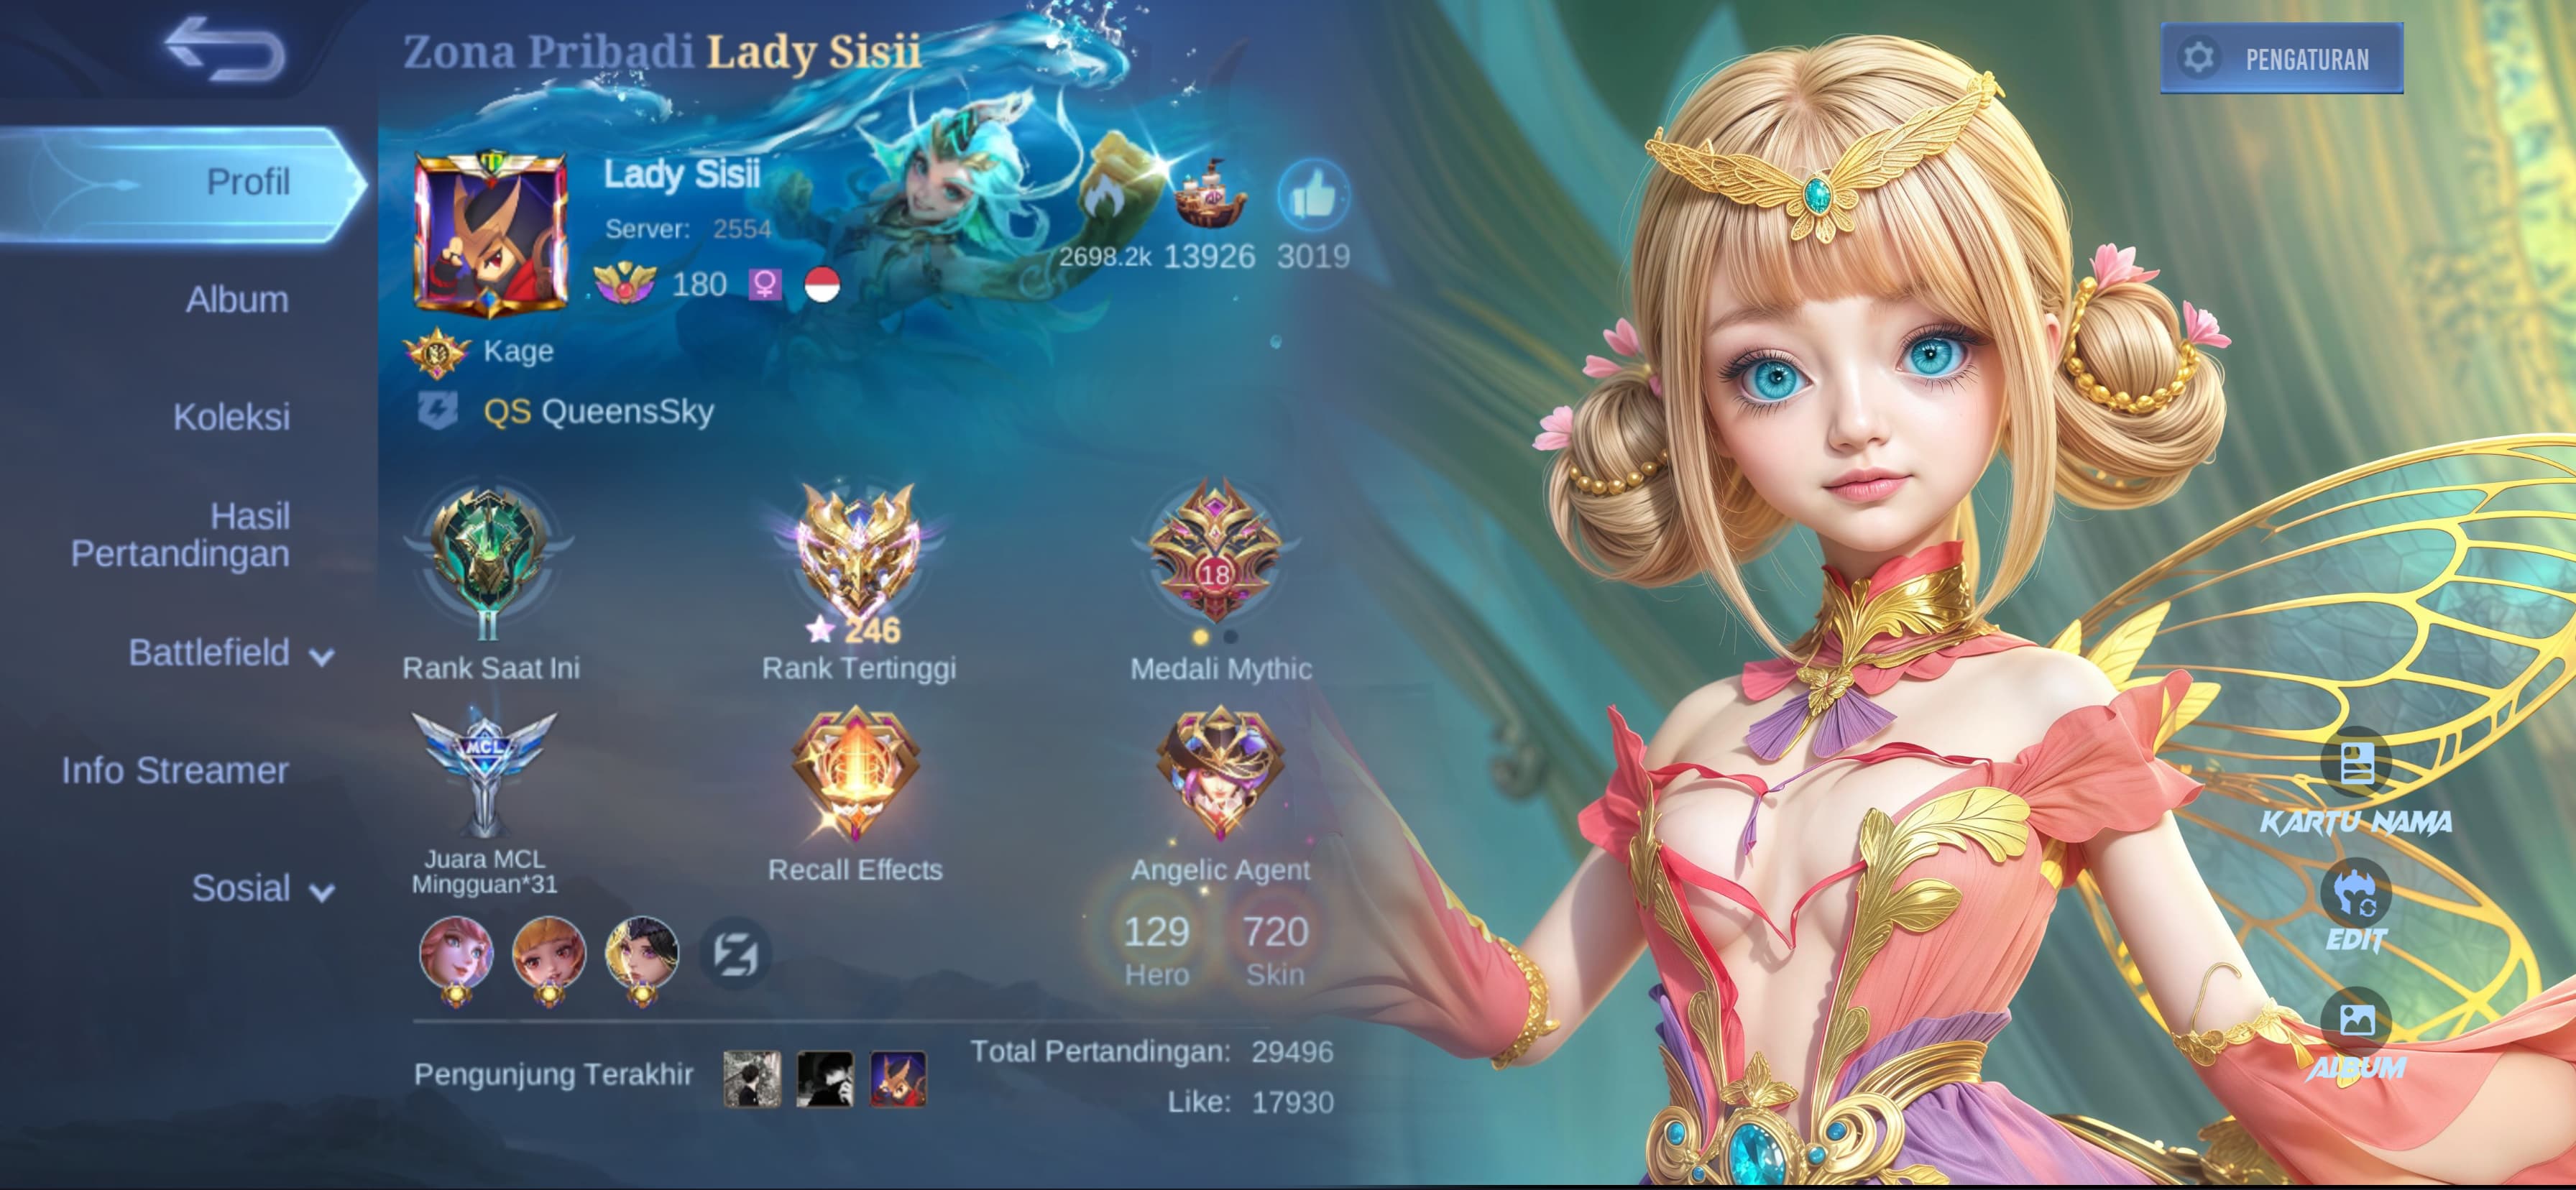 Zona Pribadi Lady Sisii
PENGATURAN
Profil
Album
Koleksi
Hasil
Pertandingan
Battlefield
Info Streamer
Sosial
Lady Sisii
Server: 2554
180
2698.2k 13926 3019
Kage
QS QueensSky
II
246
18
Rank Saat Ini
Rank Tertinggi
Medali Mythic
MCL
Juara MCL
Mingguan*31
Recall Effects
Angelic Agent
129
Hero
720
Skin
Pengunjung Terakhir
Total Pertandingan: 29496
Like: 17930
KARTU NAMA
EDIT
ALBUM